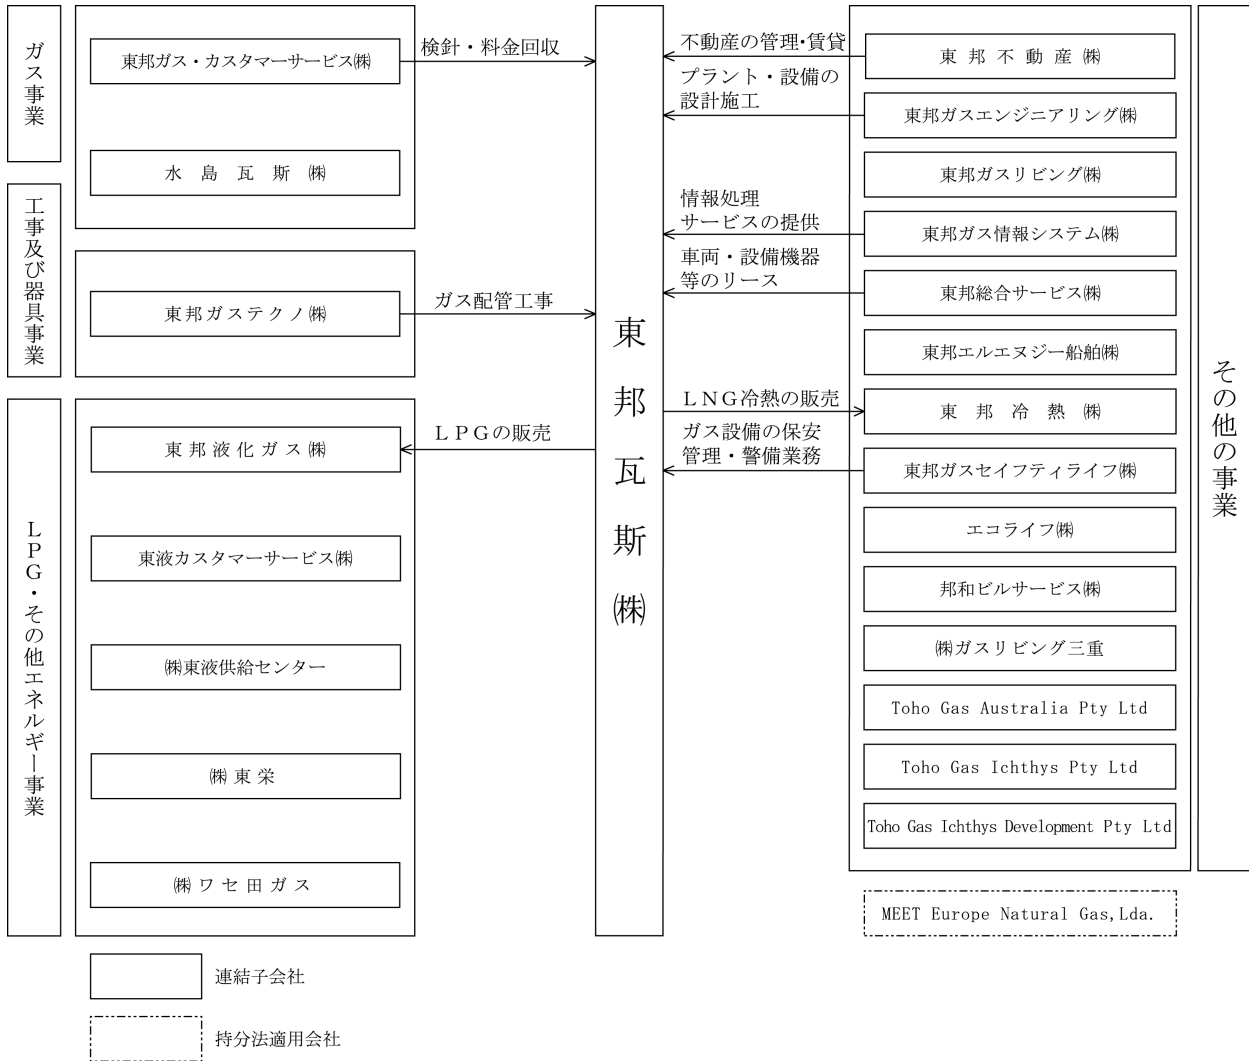 ガス事業
東邦ガス・カスタマーサービス㈱
水島瓦斯㈱
検針・料金回収
工事及び器具事業
東邦ガステクノ㈱
ガス配管工事
LPG・その他エネルギー事業
東邦液化ガス㈱
LPGの販売
東液カスタマーサービス㈱
㈱東液供給センター
㈱東栄
㈱ワセ田ガス
東邦瓦斯㈱
不動産の管理・賃貸
東邦不動産㈱
プラント・設備の
設計施工
東邦ガスエンジニアリング㈱
東邦ガスリビング㈱
情報処理
サービスの提供
東邦ガス情報システム㈱
車両・設備機器
等のリース
東邦総合サービス㈱
東邦エルエヌジー船舶㈱
LNG冷熱の販売
東邦冷熱㈱
ガス設備の保安
管理・警備業務
東邦ガスセイフティライフ㈱
エコライフ㈱
邦和ビルサービス㈱
㈱ガスリビング三重
Toho Gas Australia Pty Ltd
Toho Gas Ichthys Pty Ltd
Toho Gas Ichthys Development Pty Ltd
その他の事業
MEET Europe Natural Gas,Lda.
連結子会社
持分法適用会社